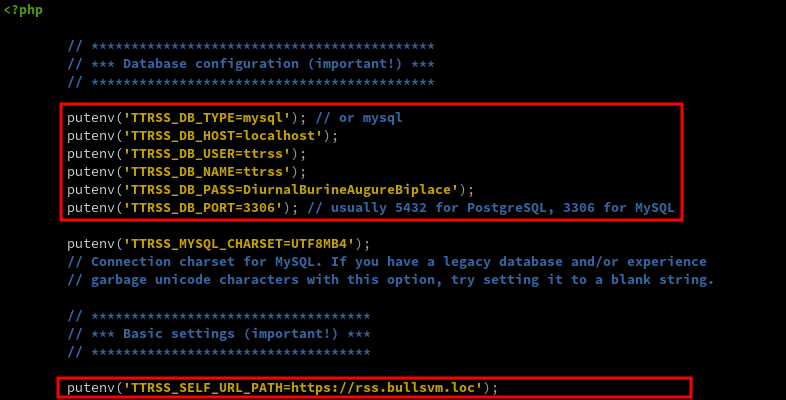 <?php
// *******************************************
// *** Database configuration (important!) ***
// *******************************************
putenv('TTRSS_DB_TYPE=mysql'); // or mysql
putenv('TTRSS_DB_HOST=localhost');
putenv('TTRSS_DB_USER=ttrss');
putenv('TTRSS_DB_NAME=ttrss');
putenv('TTRSS_DB_PASS=DiurnalBurineAugureBiplace');
putenv('TTRSS_DB_PORT=3306'); // usually 5432 for PostgreSQL, 3306 for MySQL
putenv('TTRSS_MYSQL_CHARSET=UTF8MB4');
// Connection charset for MySQL. If you have a legacy database and/or experience
// garbage unicode characters with this option, try setting it to a blank string.
// ***********************************
// *** Basic settings (important!) ***
// ***********************************
putenv('TTRSS_SELF_URL_PATH=https://rss.bullsvm.loc');